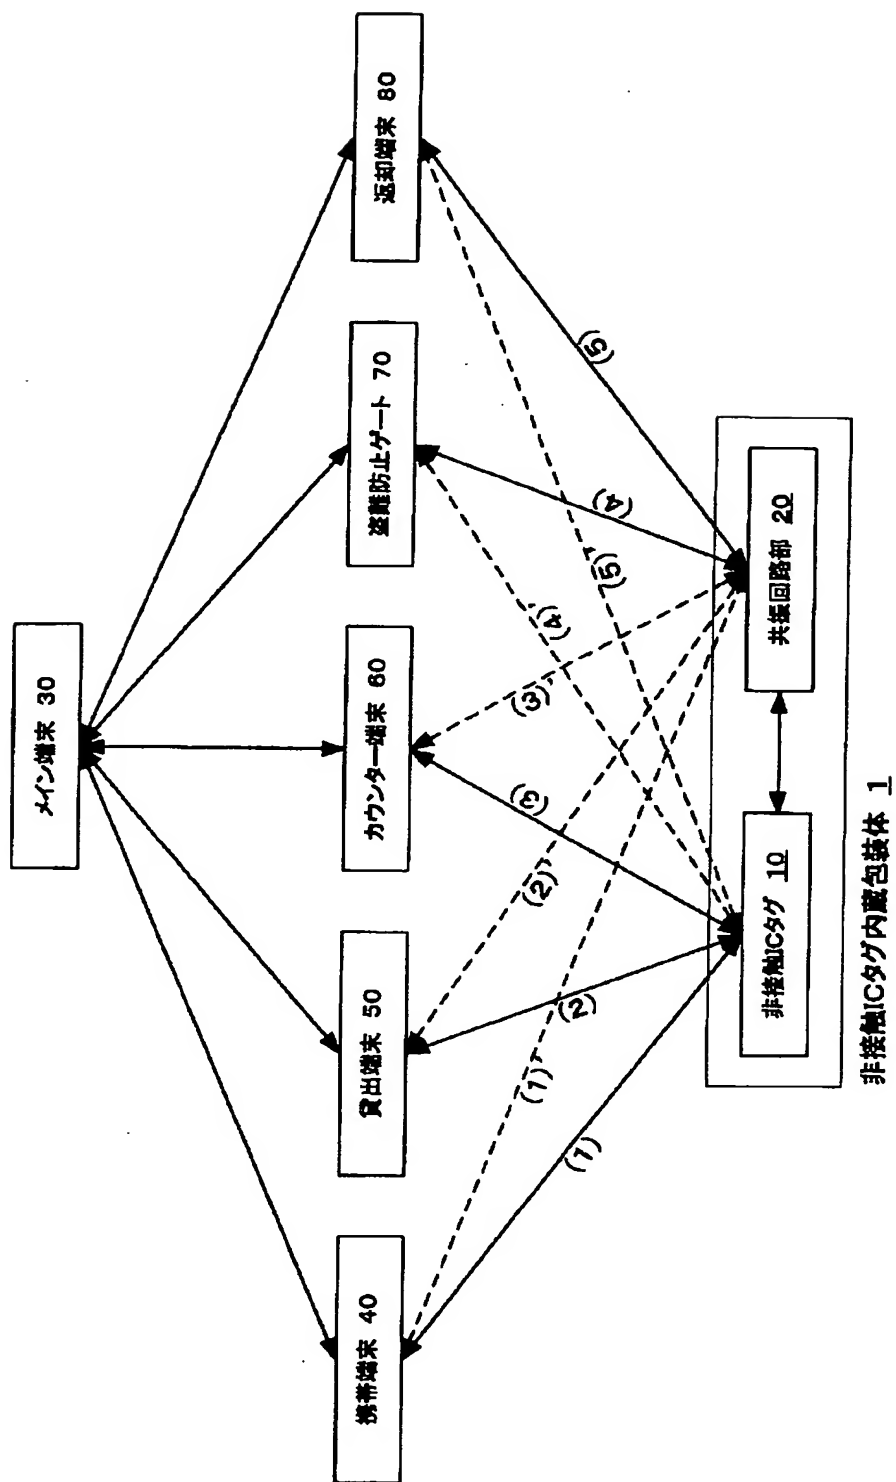 メイン端末 30
携帯端末 40
貸出端末 50
カウンター端末 60
盗難防止ゲート 70
返却端末 80
(1)
(1)'
(2)
(2)'
(3)
(3)'
(4)'
(4)
(5)'
(5)
非接触ICタグ 10
共振回路部 20
非接触ICタグ内蔵包装体 1